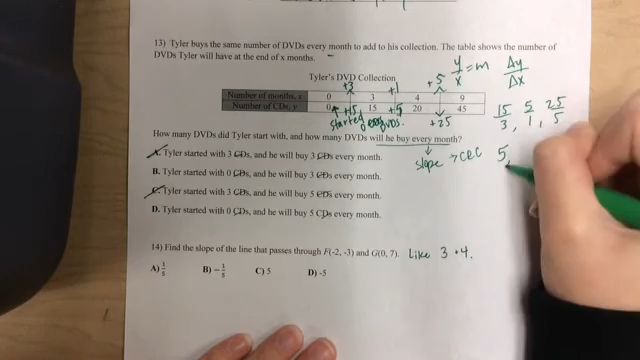 13) Tyler buys the same number of DVDs every month to add to his collection. The table shows the number of
DVDs Tyler will have at the end of x months.
+5 y/x = m Δy/Δx
Tyler's DVD Collection
+3 +1
Number of months, x 0 3 4 9
Number of CDs, y 0 15 20 45
+15 +5 +25
15/3, 5/1, 25/5
started DVDs.
How many DVDs did Tyler start with, and how many DVDs will he buy every month?
slope → CRC 5,
A. Tyler started with 3 CDs, and he will buy 3 CDs every month.
B. Tyler started with 0 CDs, and he will buy 3 CDs every month.
C. Tyler started with 3 CDs, and he will buy 5 CDs every month.
D. Tyler started with 0 CDs, and he will buy 5 CDs every month.
14) Find the slope of the line that passes through F(-2, -3) and G(0, 7). Like 3 + 4.
A) 1/5 B) -1/5 C) 5 D) -5